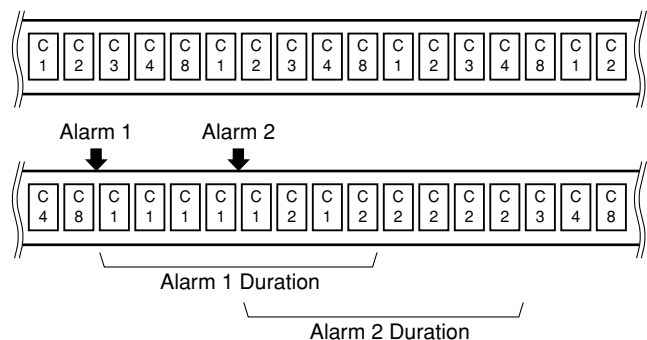 C C C C C C C C C C C C C C C C C
1 2 3 4 8 1 2 3 4 8 1 2 3 4 8 1 2
Alarm 1 Alarm 2
C C C C C C C C C C C C C C C C C
4 8 1 1 1 1 1 2 1 2 2 2 2 2 3 4 8
Alarm 1 Duration
Alarm 2 Duration